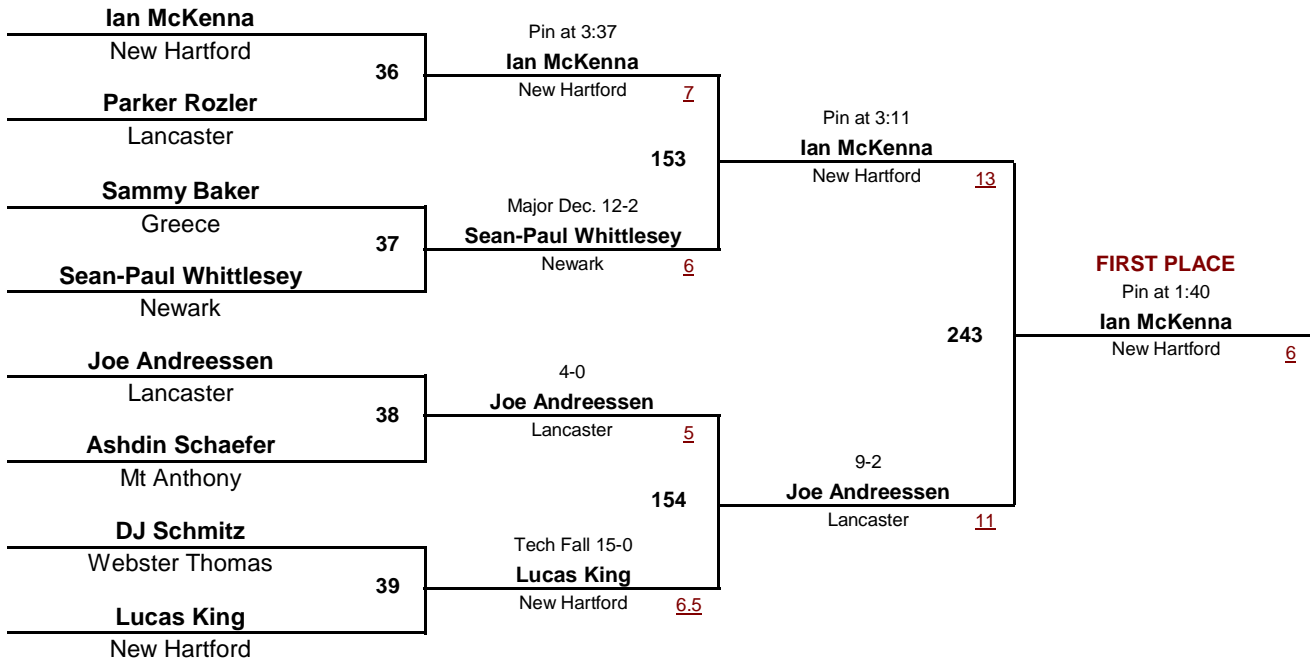 Ian McKenna
New Hartford
36
Parker Rozler
Lancaster
Sammy Baker
Greece
37
Sean-Paul Whittlesey
Newark
Joe Andreessen
Lancaster
38
Ashdin Schaefer
Mt Anthony
DJ Schmitz
Webster Thomas
39
Lucas King
New Hartford
Pin at 3:37
Ian McKenna
New Hartford 7
153
Major Dec. 12-2
Sean-Paul Whittlesey
Newark 6
4-0
Joe Andreessen
Lancaster 5
154
Tech Fall 15-0
Lucas King
New Hartford 6.5
Pin at 3:11
Ian McKenna
New Hartford 13
243
9-2
Joe Andreessen
Lancaster 11
FIRST PLACE
Pin at 1:40
Ian McKenna
New Hartford 6